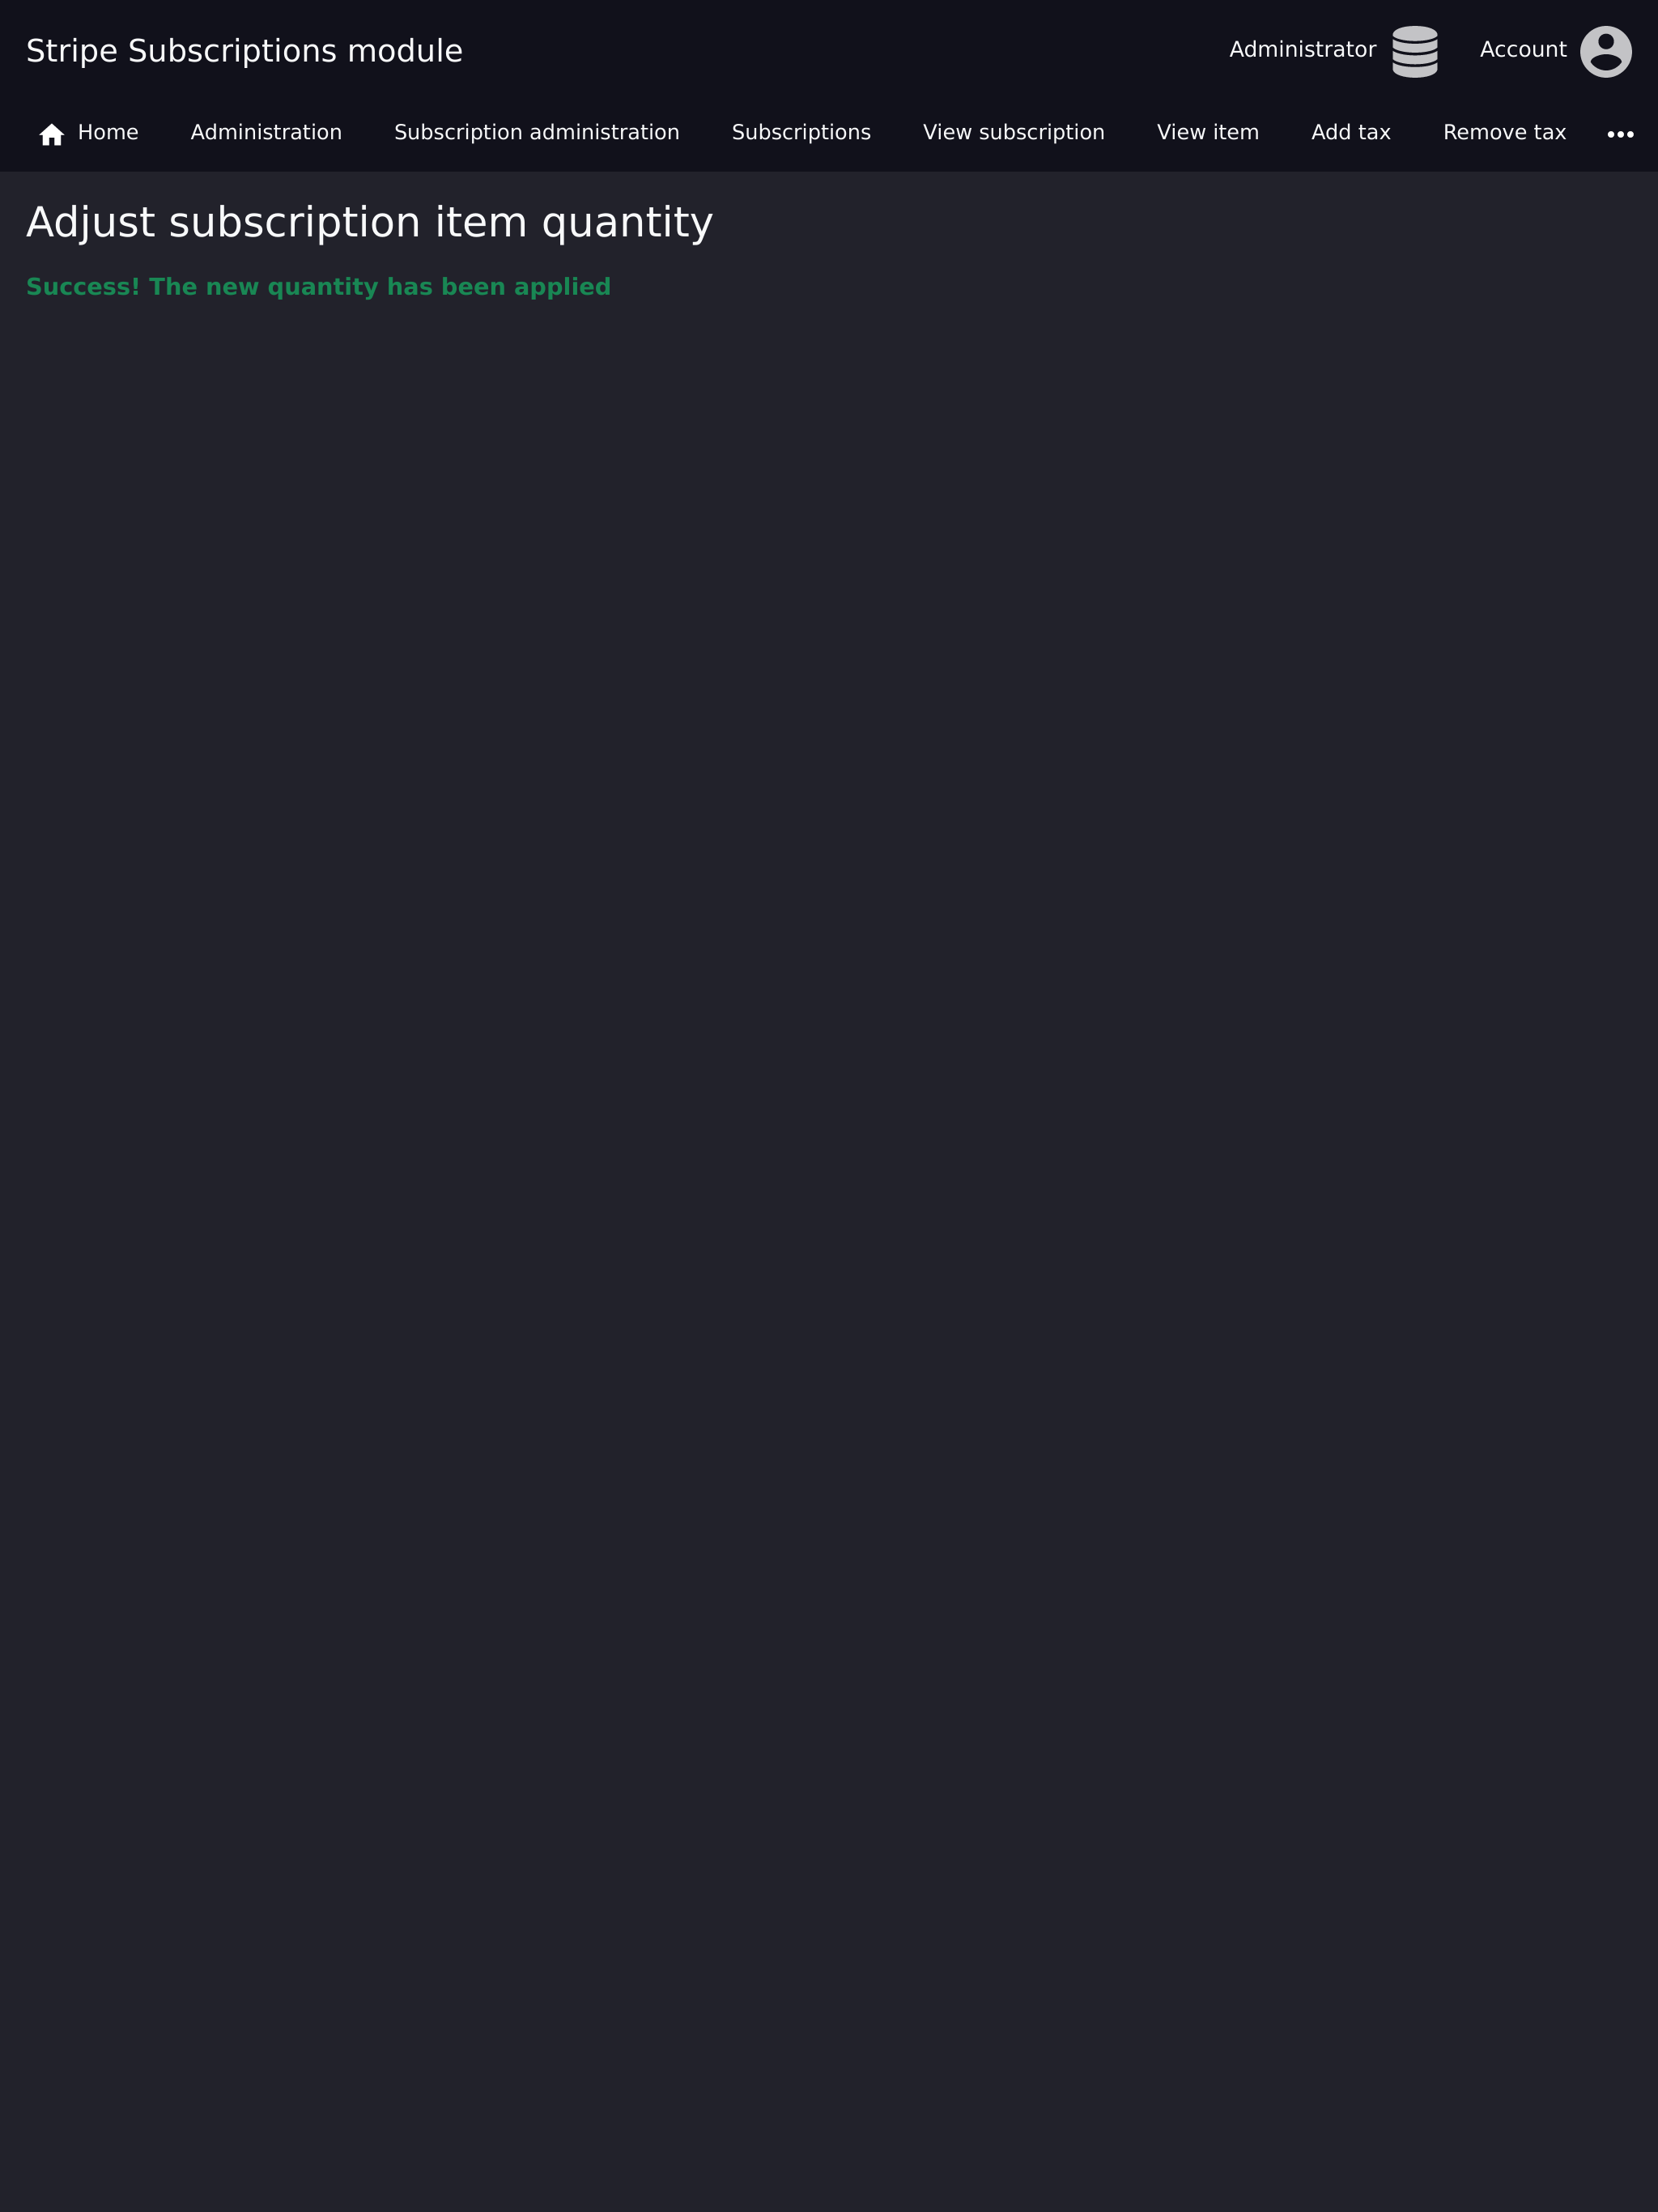 Stripe Subscriptions module
Administrator
Account
Home Administration Subscription administration Subscriptions View subscription View item Add tax Remove tax •••
Adjust subscription item quantity
Success! The new quantity has been applied